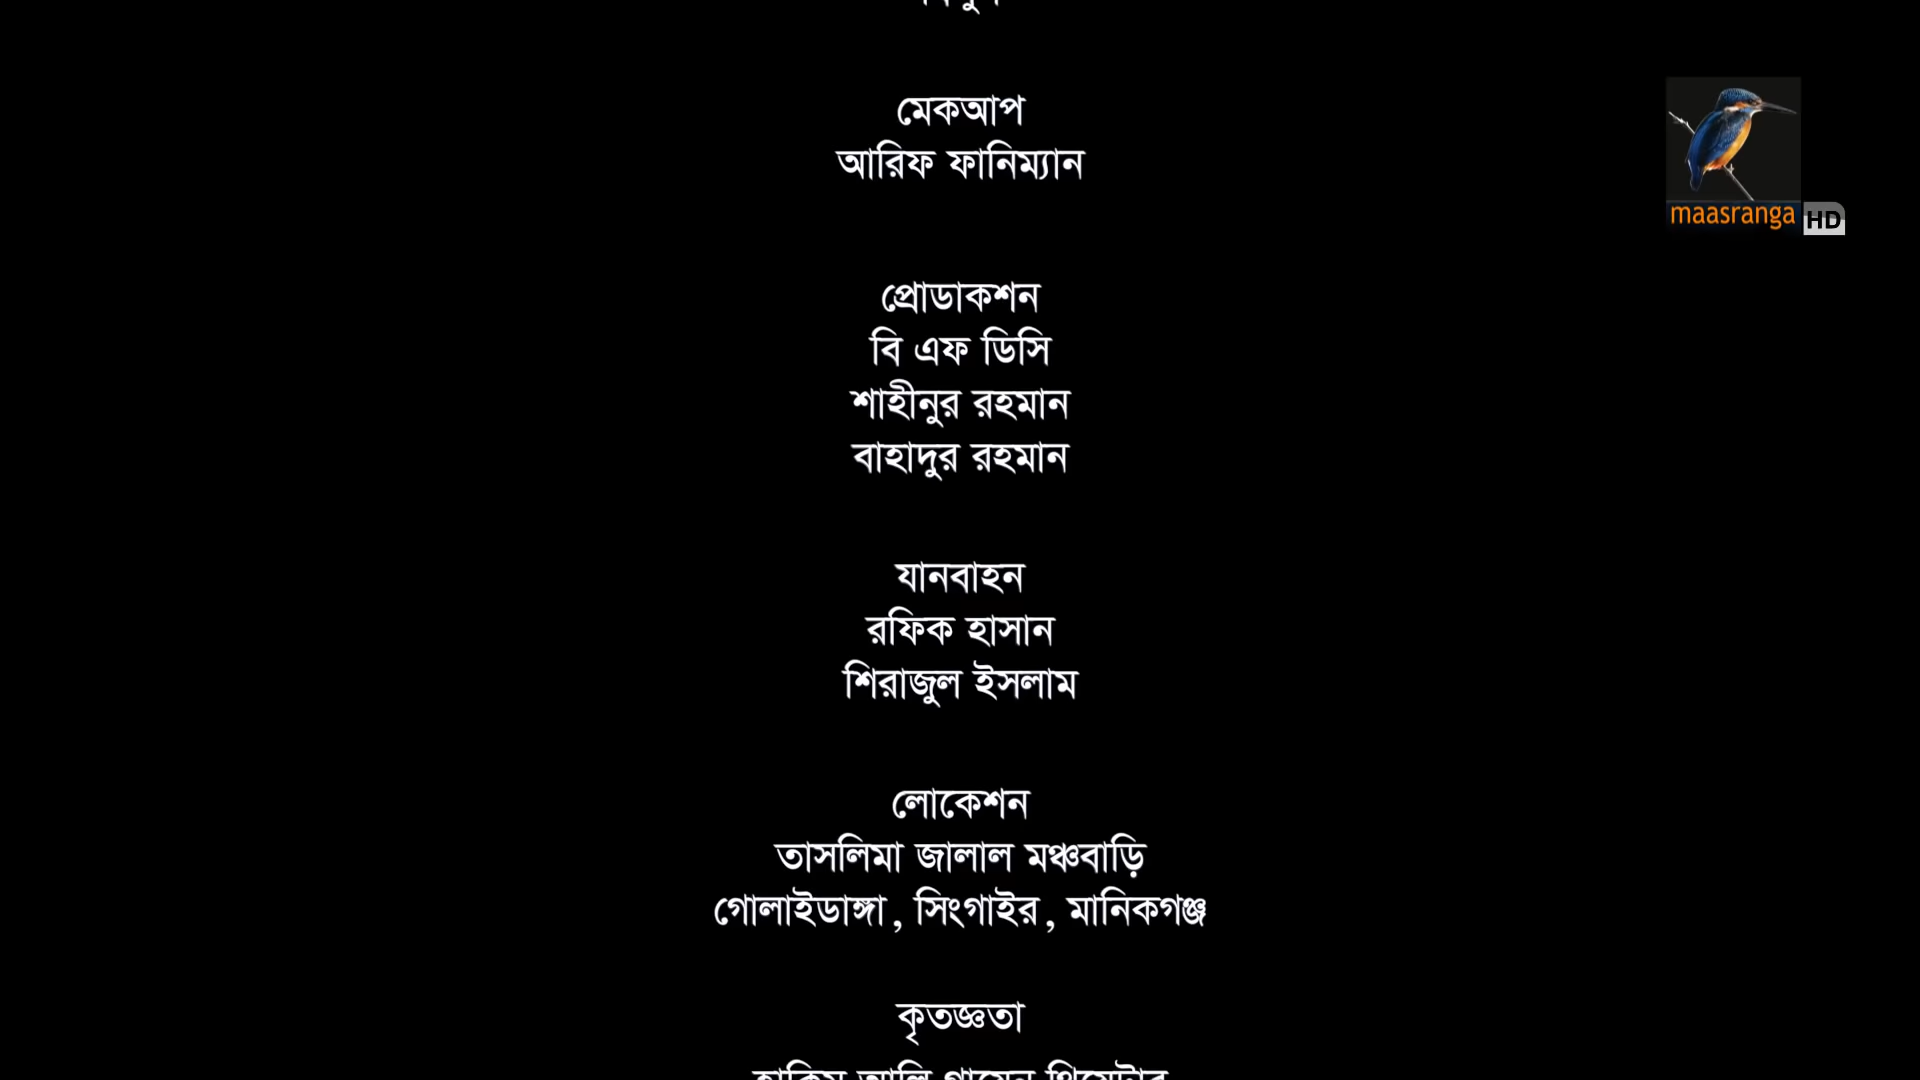 মেকআপ
আরিফ ফানিম্যান
maasranga HD
প্রোডাকশন
বি এফ ডিসি
শাহীনুর রহমান
বাহাদুর রহমান
যানবাহন
রফিক হাসান
শিরাজুল ইসলাম
লোকেশন
তাসলিমা জালাল মঞ্চবাড়ি
গোলাইডাঙ্গা, সিংগাইর, মানিকগঞ্জ
কৃতজ্ঞতা